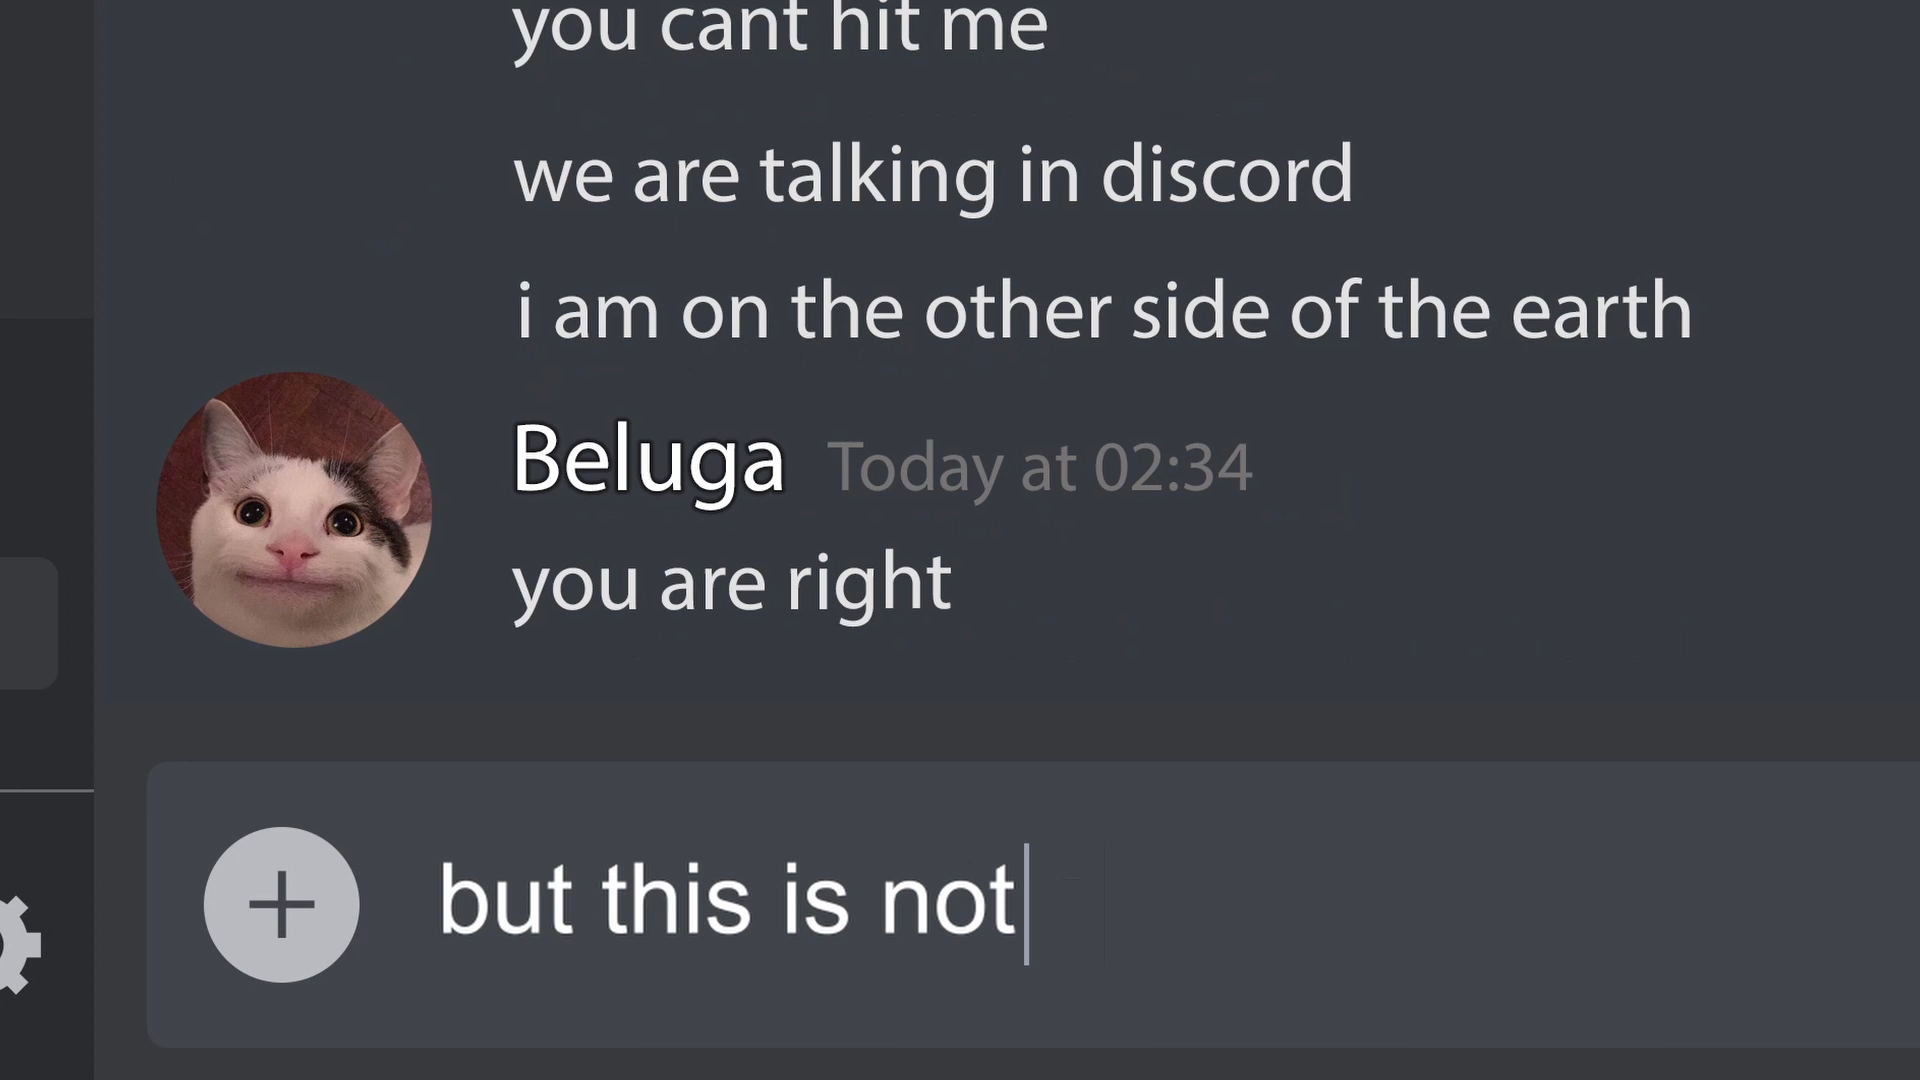 you cant hit me
we are talking in discord
i am on the other side of the earth
Beluga Today at 02:34
you are right
but this is not